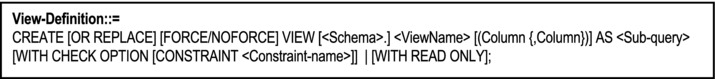 View-Definition::=
CREATE [OR REPLACE] [FORCE/NOFORCE] VIEW [<Schema>.] <ViewName> [(Column {,Column})] AS <Sub-query>
[WITH CHECK OPTION [CONSTRAINT <Constraint-name>]] | [WITH READ ONLY];